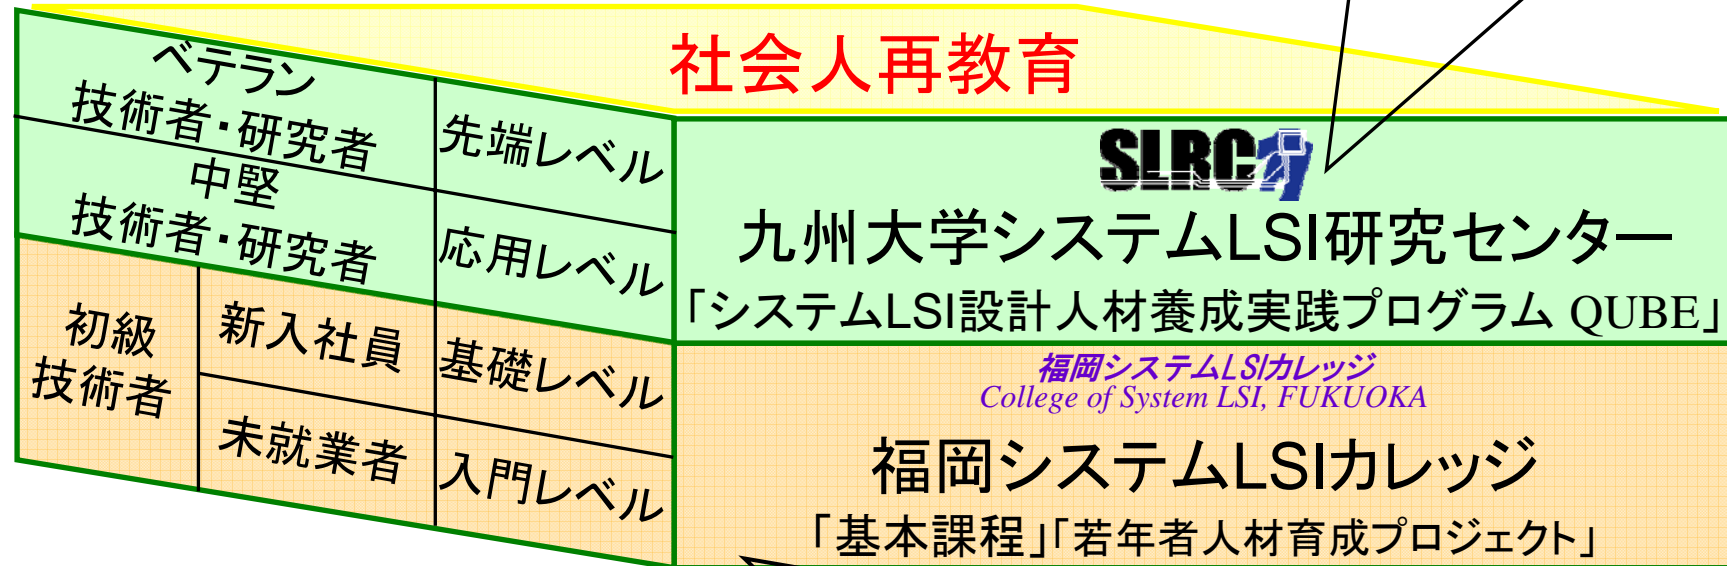 社会人再教育
ベテラン
技術者・研究者
先端レベル
中堅
技術者・研究者
応用レベル
初級
技術者
新入社員
基礎レベル
未就業者
入門レベル
SLRC
九州大学システムLSI研究センター
「システムLSI設計人材養成実践プログラム QUBE」
福岡システムLSIカレッジ
College of System LSI, FUKUOKA
福岡システムLSIカレッジ
「基本課程」「若年者人材育成プロジェクト」